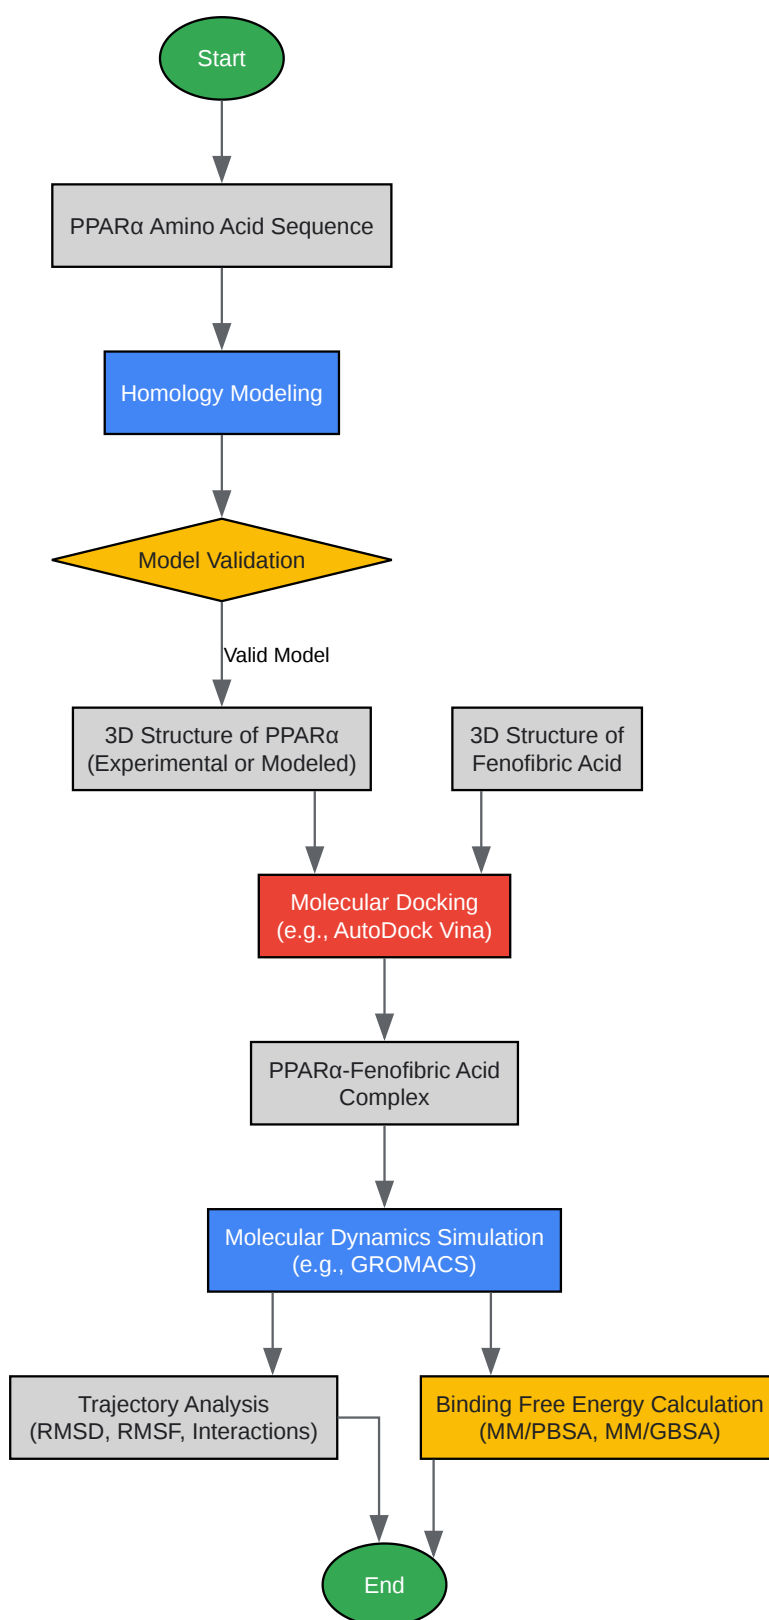 Start
PPARα Amino Acid Sequence
Homology Modeling
Model Validation
Valid Model
3D Structure of PPARα
(Experimental or Modeled)
3D Structure of
Fenofibric Acid
Molecular Docking
(e.g., AutoDock Vina)
PPARα-Fenofibric Acid
Complex
Molecular Dynamics Simulation
(e.g., GROMACS)
Trajectory Analysis
(RMSD, RMSF, Interactions)
Binding Free Energy Calculation
(MM/PBSA, MM/GBSA)
End